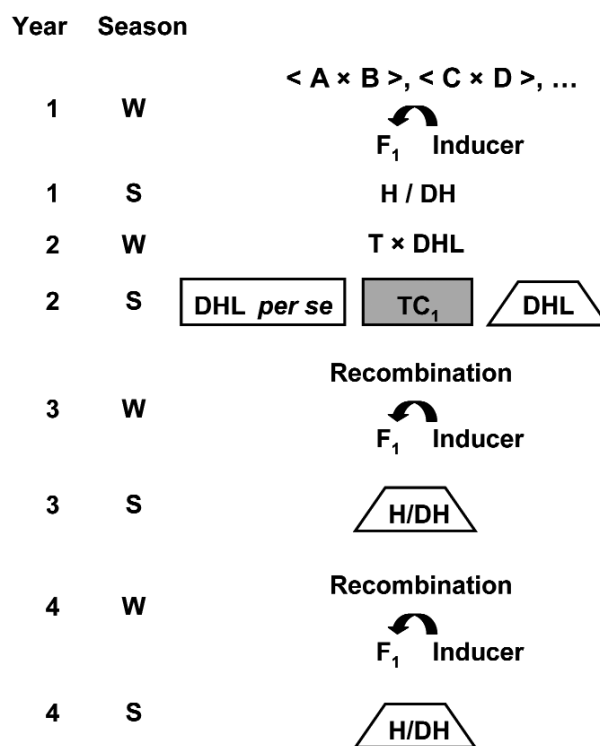 Year Season
< A × B >, < C × D >, ...
1 W
F₁ Inducer
1 S H / DH
2 W T × DHL
2 S DHL per se TC₁ DHL
Recombination
3 W
F₁ Inducer
3 S H/DH
Recombination
4 W
F₁ Inducer
4 S H/DH